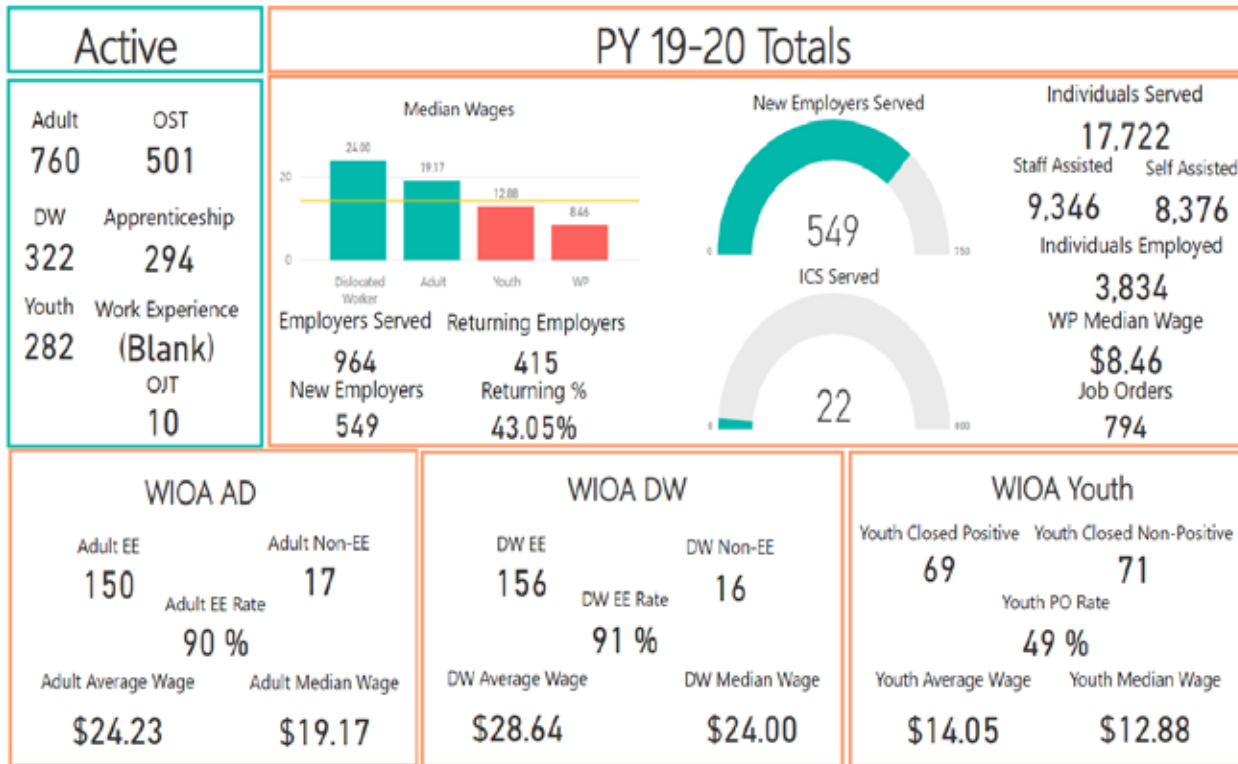 Active
PY 19-20 Totals
Adult OST
760 501
DW Apprenticeship
322 294
Youth Work Experience
282 (Blank)
OJT
10
Median Wages
24.00
19.17
12.88
8.46
20
0
Dislocated Worker Adult Youth WP
Employers Served Returning Employers
964 415
New Employers Returning %
549 43.05%
New Employers Served
549
0 750
ICS Served
22
0 800
Individuals Served
17,722
Staff Assisted Self Assisted
9,346 8,376
Individuals Employed
3,834
WP Median Wage
$8.46
Job Orders
794
WIOA AD
Adult EE Adult Non-EE
150 17
Adult EE Rate
90 %
Adult Average Wage Adult Median Wage
$24.23 $19.17
WIOA DW
DW EE DW Non-EE
156 16
DW EE Rate
91 %
DW Average Wage DW Median Wage
$28.64 $24.00
WIOA Youth
Youth Closed Positive Youth Closed Non-Positive
69 71
Youth PO Rate
49 %
Youth Average Wage Youth Median Wage
$14.05 $12.88